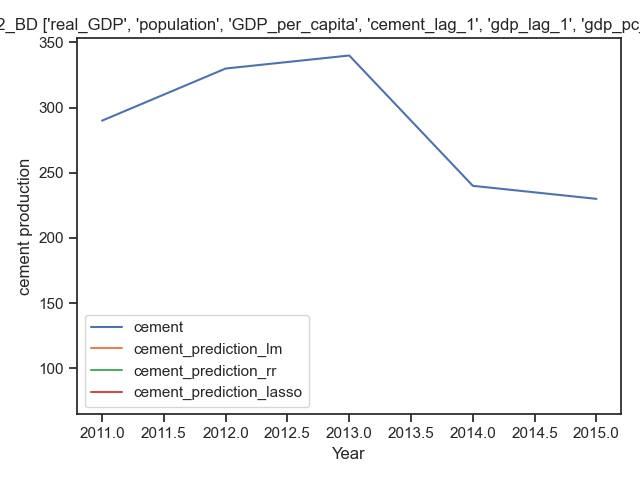 2_BD ['real_GDP', 'population', 'GDP_per_capita', 'cement_lag_1', 'gdp_lag_1', 'gdp_pc_
350
300
250
200
150
100
cement production
cement
cement_prediction_lm
cement_prediction_rr
cement_prediction_lasso
2011.0 2011.5 2012.0 2012.5 2013.0 2013.5 2014.0 2014.5 2015.0
Year